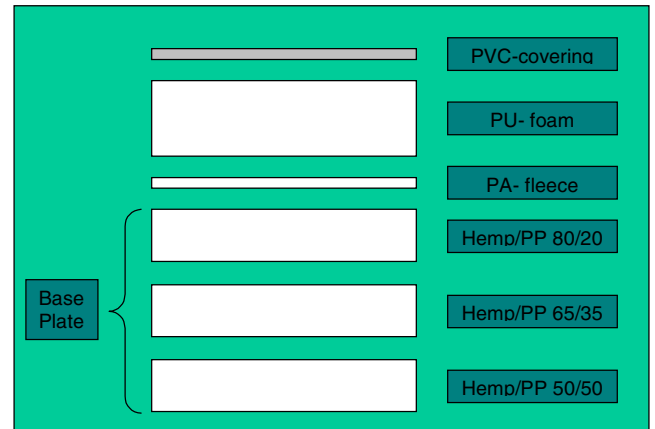 PVC-covering
PU- foam
PA- fleece
Hemp/PP 80/20
Base
Plate
Hemp/PP 65/35
Hemp/PP 50/50